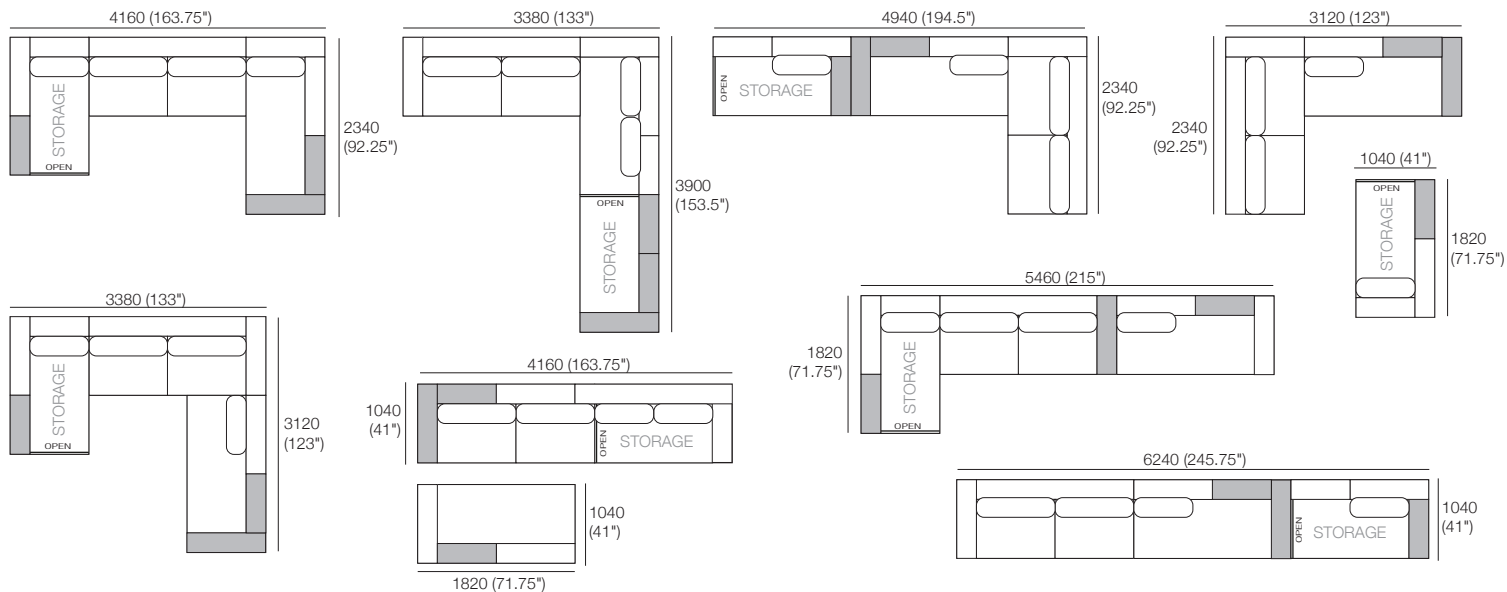 4160 (163.75")
STORAGE
OPEN
2340
(92.25")
3380 (133")
OPEN
STORAGE
3900
(153.5")
4940 (194.5")
OPEN
STORAGE
2340
(92.25")
3120 (123")
2340
(92.25")
1040 (41")
OPEN
STORAGE
1820
(71.75")
3380 (133")
STORAGE
OPEN
3120
(123")
4160 (163.75")
1040
(41")
OPEN
STORAGE
1040
(41")
1820 (71.75")
5460 (215")
1820
(71.75")
STORAGE
OPEN
6240 (245.75")
OPEN
STORAGE
1040
(41")